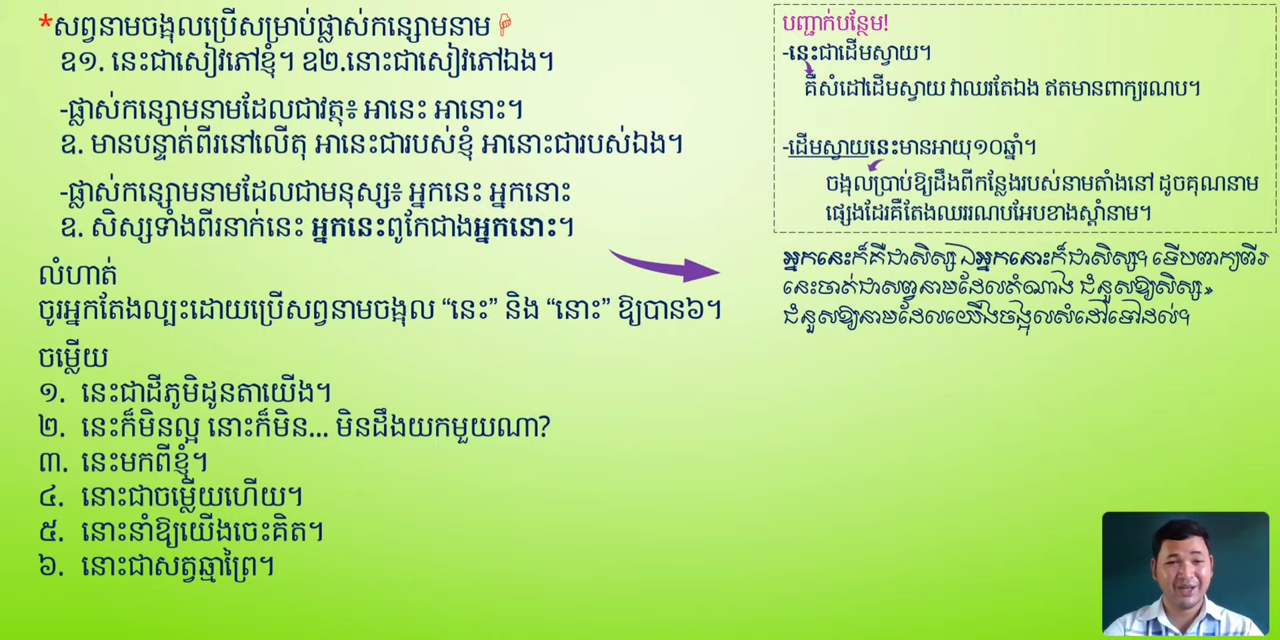 *សព្វនាមចង្អុលប្រើសម្រាប់ផ្លាស់កន្សោមនាម
ឧ១. នេះជាសៀវភៅខ្ញុំ។ ឧ២.នោះជាសៀវភៅឯង។
-ផ្លាស់កន្សោមនាមដែលជាវត្ថុ៖ អានេះ អានោះ។
ឧ. មានបន្ទាត់ពីរនៅលើតុ អានេះជារបស់ខ្ញុំ អានោះជារបស់ឯង។
-ផ្លាស់កន្សោមនាមដែលជាមនុស្ស៖ អ្នកនេះ អ្នកនោះ
ឧ. សិស្សទាំងពីរនាក់នេះ អ្នកនេះពូកែជាងអ្នកនោះ។
លំហាត់
ចូរអ្នកតែងល្បះដោយប្រើសព្វនាមចង្អុល “នេះ” និង “នោះ” ឱ្យបាន៦។
ចម្លើយ
១. នេះជាដីភូមិដូនតាយើង។
២. នេះក៏មិនល្អ នោះក៏មិន... មិនដឹងយកមួយណា?
៣. នេះមកពីខ្ញុំ។
៤. នោះជាចម្លើយហើយ។
៥. នោះនាំឱ្យយើងចេះគិត។
៦. នោះជាសត្វឆ្មាព្រៃ។
បញ្ជាក់បន្ថែម!
-នេះជាដើមស្វាយ។
គឺសំដៅដើមស្វាយ វាឈរតែឯង ឥតមានពាក្យរណប។
-ដើមស្វាយនេះមានអាយុ១០ឆ្នាំ។
ចង្អុលប្រាប់ឱ្យដឹងពីកន្លែងរបស់នាមតាំងនៅ ដូចគុណនាម
ផ្សេងដែរគឺតែងឈររណបអែបខាងស្ដាំនាម។
អ្នកនេះក៏គឺជាសិស្ស ឯអ្នកនោះក៏ជាសិស្ស។ ទើបពាក្យពីរ
នេះចាត់ជាសព្វនាមដែលតំណាង ជំនួសឱ្យសិស្ស»
ជំនួសឱ្យនាមដែលយើងចង្អុលសំដៅទៅដល់។